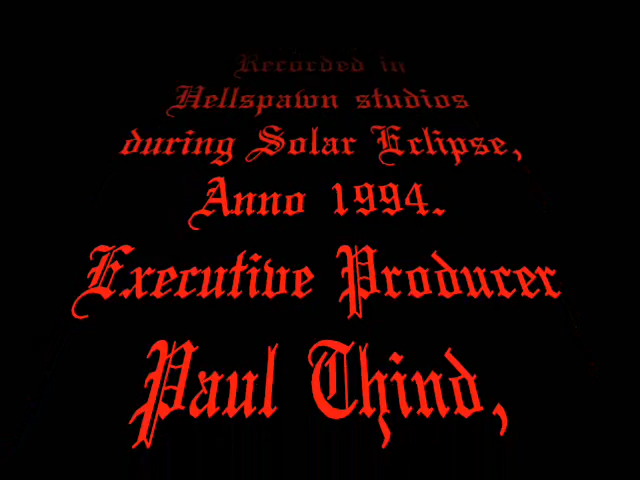 Recorded in
Hellspawn studios
during Solar Eclipse,
Anno 1994.
Executive Producer
Paul Thind,